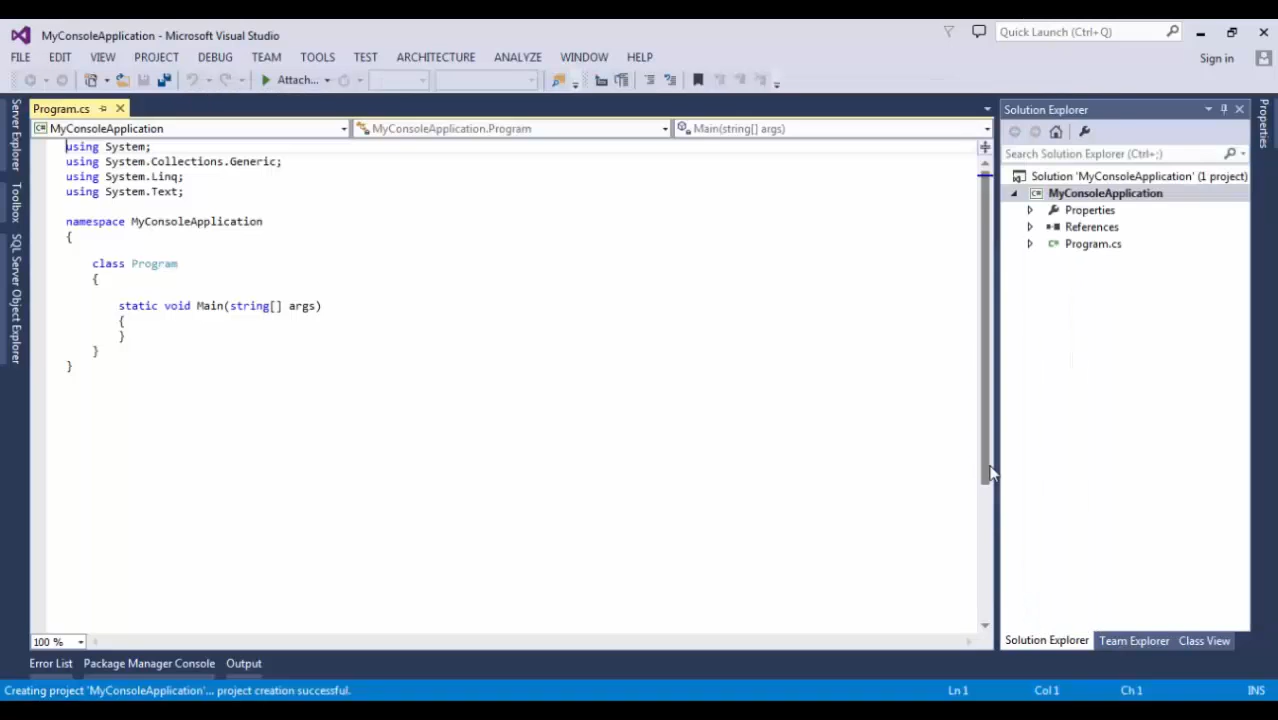 MyConsoleApplication - Microsoft Visual Studio
Quick Launch (Ctrl+Q)
FILE EDIT VIEW PROJECT DEBUG TEAM TOOLS TEST ARCHITECTURE ANALYZE WINDOW HELP
Sign in
Attach...
Server Explorer
Toolbox
SQL Server Object Explorer
Program.cs
MyConsoleApplication
MyConsoleApplication.Program
Main(string[] args)
using System;
using System.Collections.Generic;
using System.Linq;
using System.Text;
namespace MyConsoleApplication
{
class Program
{
static void Main(string[] args)
{
}
}
}
100 %
Solution Explorer
Search Solution Explorer (Ctrl+;)
Solution 'MyConsoleApplication' (1 project)
MyConsoleApplication
Properties
References
C# Program.cs
Solution Explorer Team Explorer Class View
Properties
Error List Package Manager Console Output
Creating project 'MyConsoleApplication'... project creation successful.
Ln 1 Col 1 Ch 1 INS